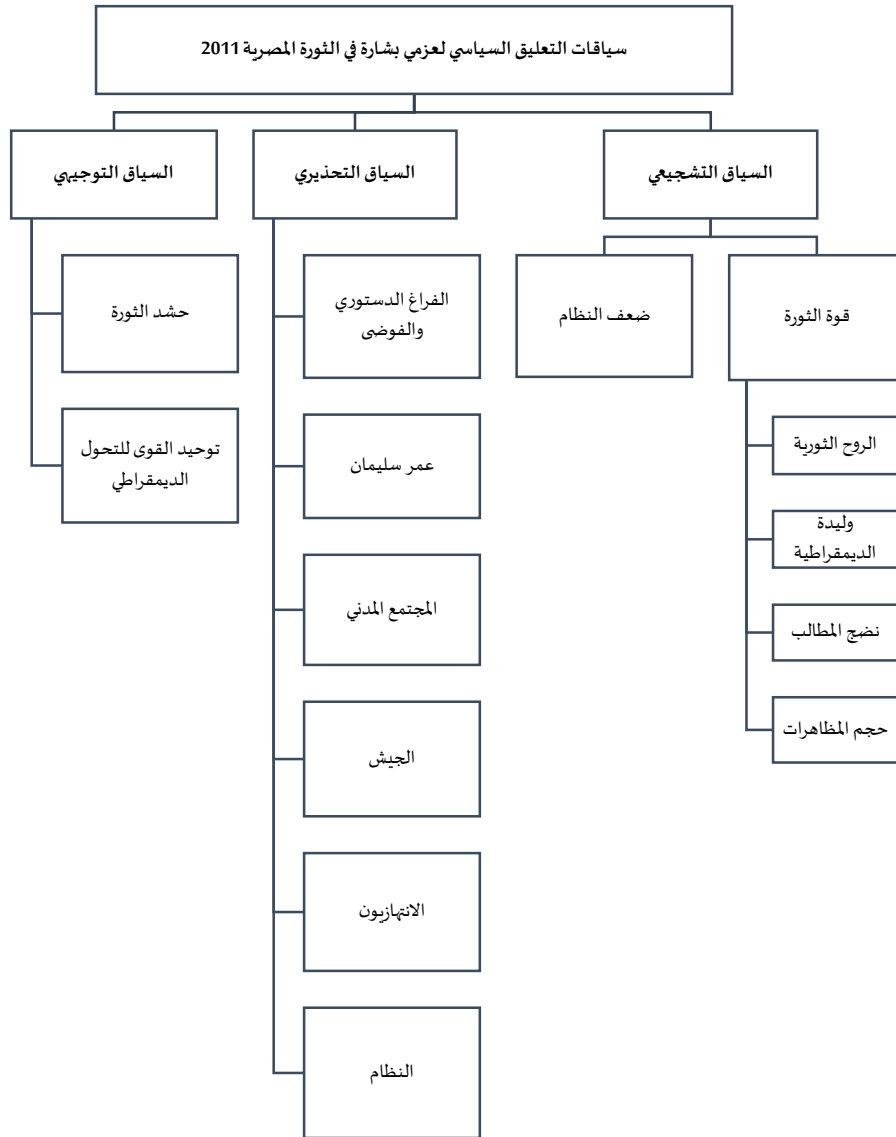 سياقات التعليق السياسي لعزمي بشارة في الثورة المصرية 2011
السياق التشجيعي
قوة الثورة
الروح الثورية
وليدة
الديمقراطية
نضج المطالب
حجم المظاهرات
ضعف النظام
السياق التحذيري
الفراغ الدستوري
والفوضى
عمر سليمان
المجتمع المدني
الجيش
الانتهازيون
النظام
السياق التوجيهي
حشد الثورة
توحيد القوى للتحول
الديمقراطي